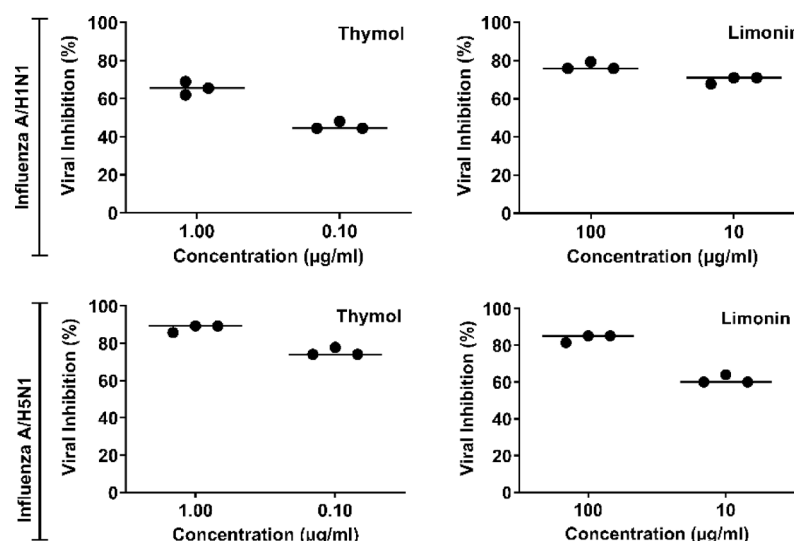 Influenza A/H1N1
Viral Inhibition (%)
100
80
60
40
20
0
Thymol
1.00 0.10
Concentration (µg/ml)
Viral Inhibition (%)
100
80
60
40
20
0
Limonin
100 10
Concentration (µg/ml)
Influenza A/H5N1
Viral Inhibition (%)
100
80
60
40
20
0
Thymol
1.00 0.10
Concentration (µg/ml)
Viral Inhibition (%)
100
80
60
40
20
0
Limonin
100 10
Concentration (µg/ml)